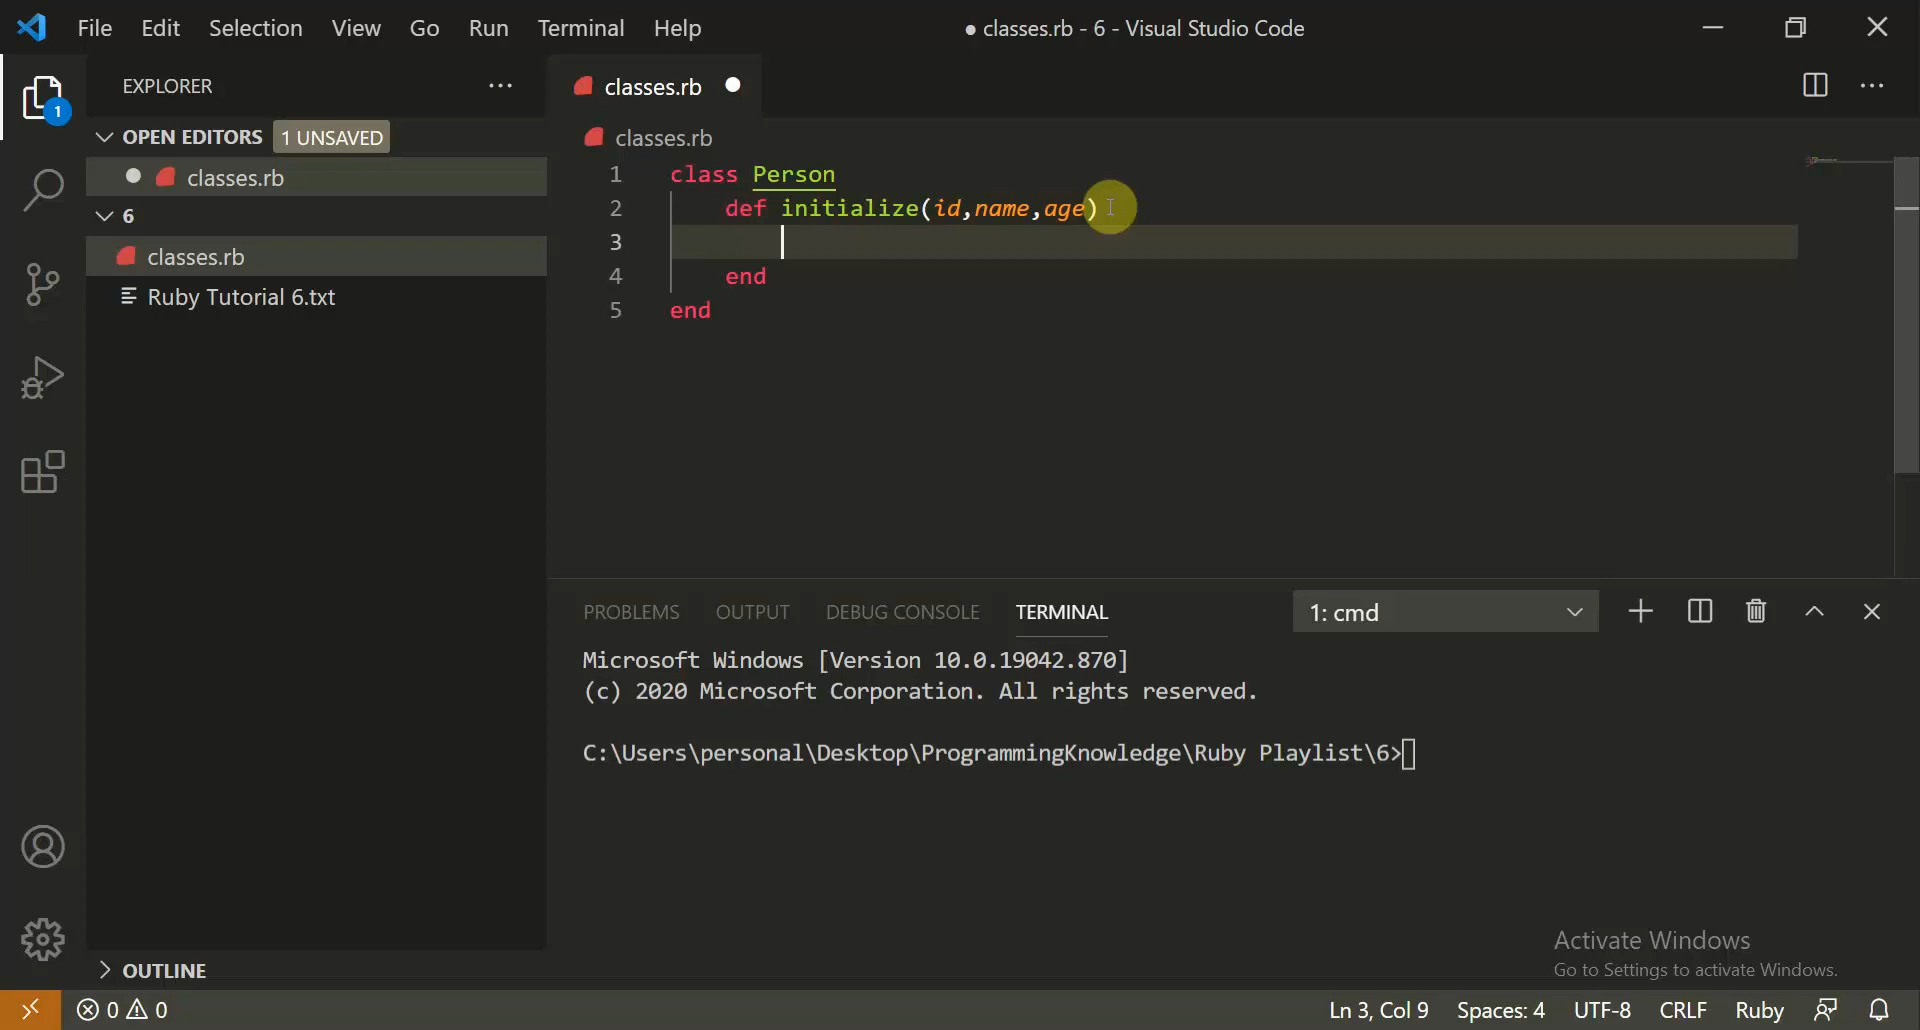 File Edit Selection View Go Run Terminal Help
● classes.rb - 6 - Visual Studio Code
1
EXPLORER
OPEN EDITORS 1 UNSAVED
classes.rb
6
classes.rb
Ruby Tutorial 6.txt
OUTLINE
classes.rb
classes.rb
1 class Person
2 def initialize(id,name,age)
3
4 end
5 end
PROBLEMS OUTPUT DEBUG CONSOLE TERMINAL 1: cmd
Microsoft Windows [Version 10.0.19042.870]
(c) 2020 Microsoft Corporation. All rights reserved.
C:\Users\personal\Desktop\ProgrammingKnowledge\Ruby Playlist\6>
Activate Windows
Go to Settings to activate Windows.
0 0 Ln 3, Col 9 Spaces: 4 UTF-8 CRLF Ruby